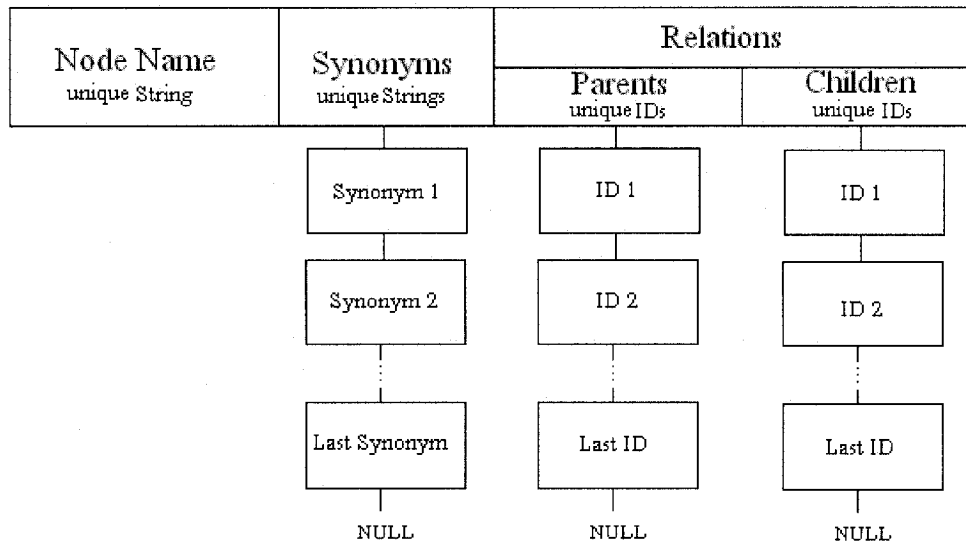 Node Name
unique String
Synonyms
unique Strings
Relations
Parents
unique IDs
Children
unique IDs
Synonym 1
ID 1
ID 1
Synonym 2
ID 2
ID 2
Last Synonym
Last ID
Last ID
NULL
NULL
NULL